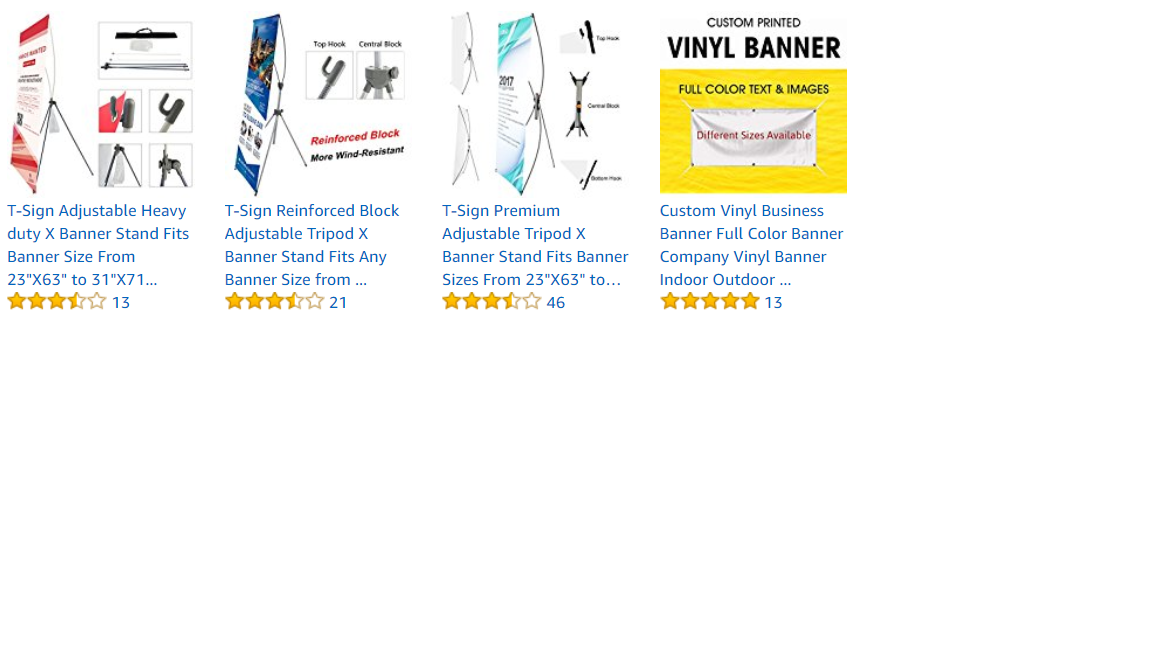 Top Hook
Central Block
Reinforced Block
More Wind-Resistant
2017
Top Hook
Central Block
Bottom Hook
CUSTOM PRINTED
VINYL BANNER
FULL COLOR TEXT & IMAGES
Different Sizes Available
T-Sign Adjustable Heavy
duty X Banner Stand Fits
Banner Size From
23"X63" to 31"X71...
13
T-Sign Reinforced Block
Adjustable Tripod X
Banner Stand Fits Any
Banner Size from ...
21
T-Sign Premium
Adjustable Tripod X
Banner Stand Fits Banner
Sizes From 23"X63" to...
46
Custom Vinyl Business
Banner Full Color Banner
Company Vinyl Banner
Indoor Outdoor ...
13